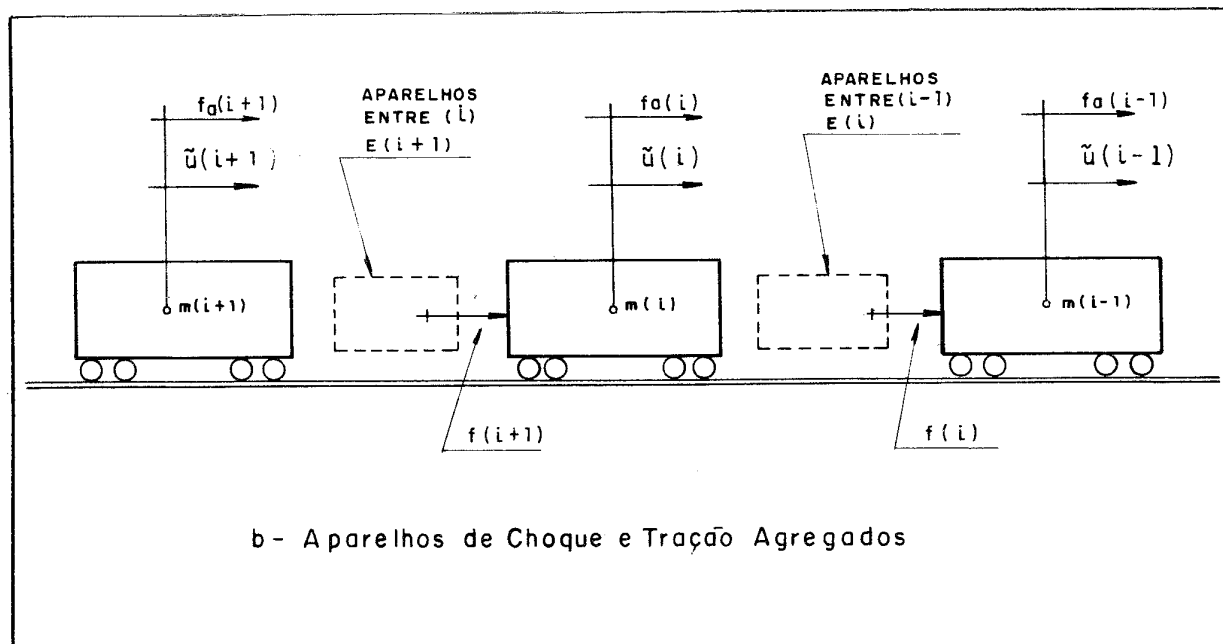 fa(i+1)
ũ(i+1)
APARELHOS
ENTRE (i)
E(i+1)
fa(i)
ũ(i)
APARELHOS
ENTRE(i-1)
E(i)
fa(i-1)
ũ(i-1)
m(i+1)
m(i)
m(i-1)
f(i+1)
f(i)
b- Aparelhos de Choque e Tração Agregados